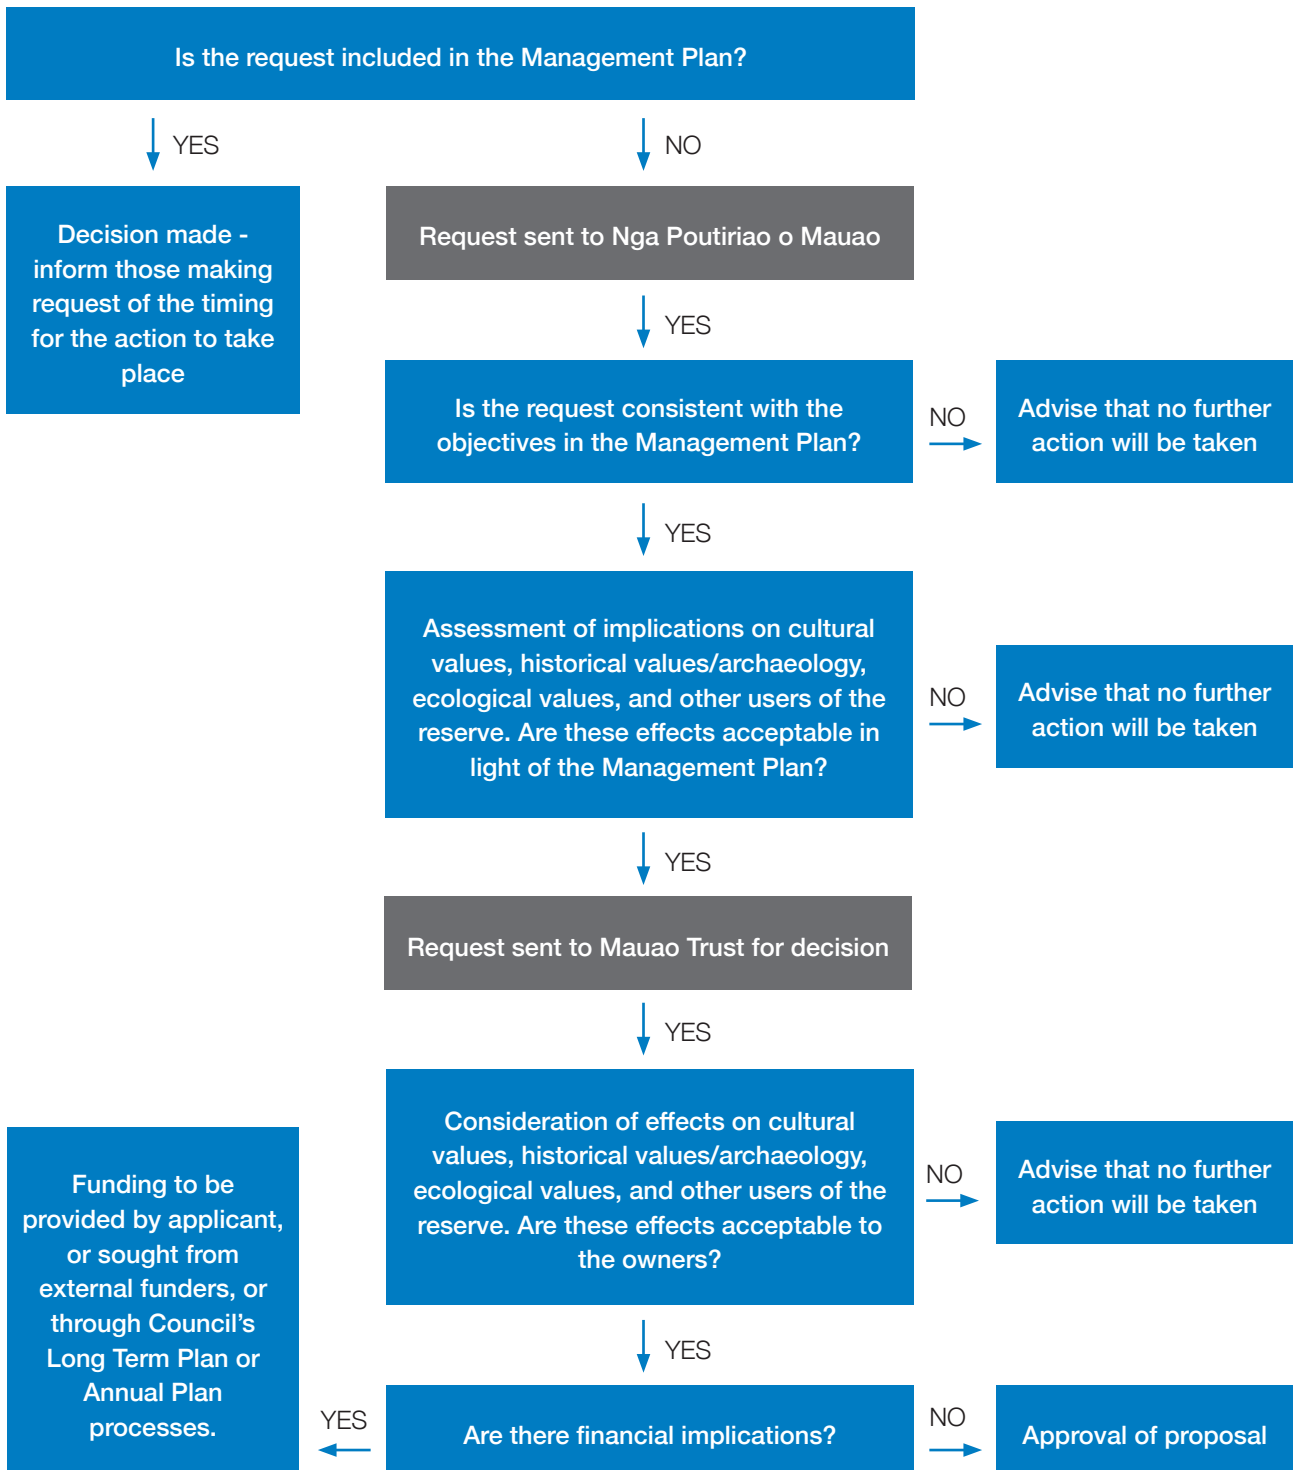 Is the request included in the Management Plan?
YES
NO
Decision made -
inform those making
request of the timing
for the action to take
place
Request sent to Nga Poutiriao o Mauao
YES
Is the request consistent with the
objectives in the Management Plan?
NO
Advise that no further
action will be taken
YES
Assessment of implications on cultural
values, historical values/archaeology,
ecological values, and other users of the
reserve. Are these effects acceptable in
light of the Management Plan?
NO
Advise that no further
action will be taken
YES
Request sent to Mauao Trust for decision
YES
Consideration of effects on cultural
values, historical values/archaeology,
ecological values, and other users of the
reserve. Are these effects acceptable to
the owners?
NO
Advise that no further
action will be taken
YES
Are there financial implications?
YES
Funding to be
provided by applicant,
or sought from
external funders, or
through Council’s
Long Term Plan or
Annual Plan
processes.
NO
Approval of proposal